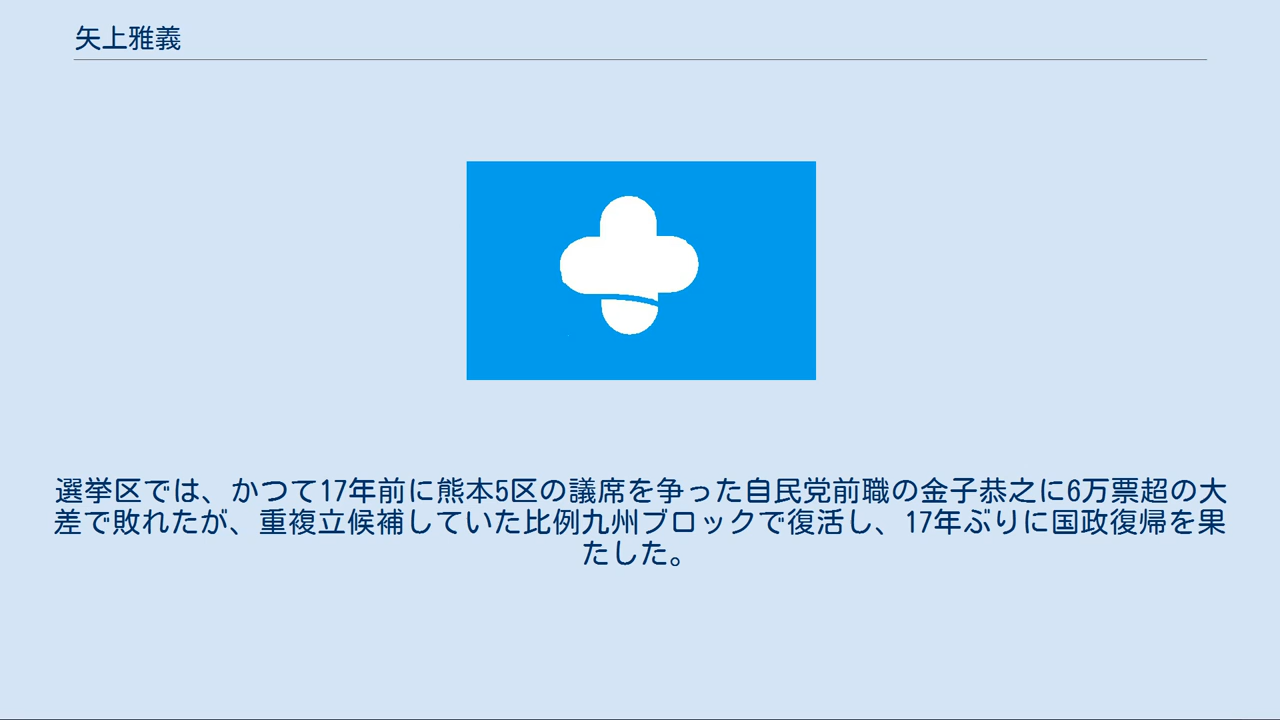 矢上雅義
選挙区では、かつて17年前に熊本5区の議席を争った自民党前職の金子恭之に6万票超の大
差で敗れたが、重複立候補していた比例九州ブロックで復活し、17年ぶりに国政復帰を果
たした。